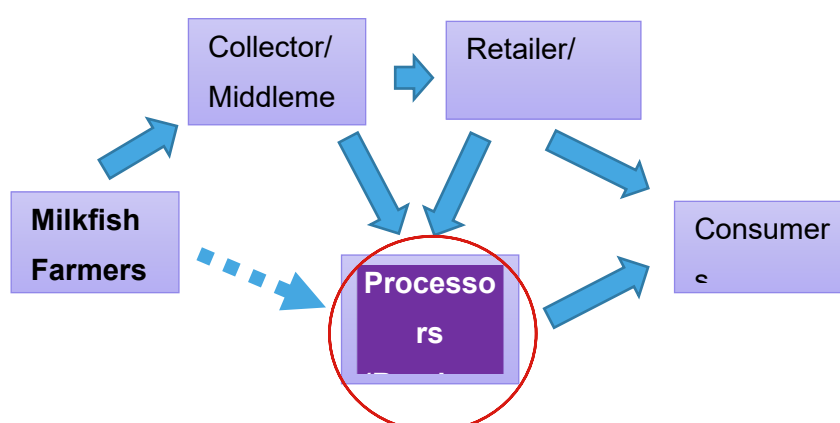 Collector/
Middleme
Retailer/
Milkfish
Farmers
Consumer
s
Processo
rs